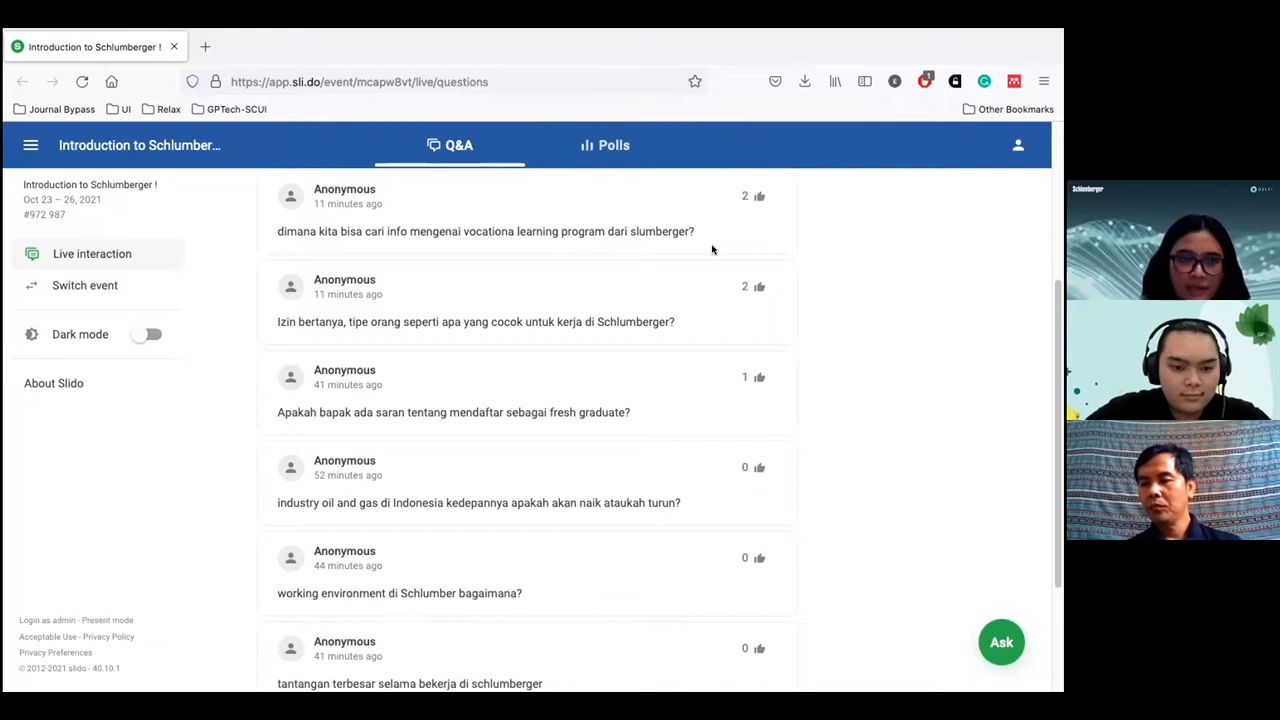 Introduction to Schlumberger !
https://app.sli.do/event/mcapw8vt/live/questions
1
Journal Bypass
UI
Relax
GPTech-SCUI
Other Bookmarks
Introduction to Schlumber...
Q&A
Polls
Introduction to Schlumberger !
Oct 23 – 26, 2021
#972 987
Live interaction
Switch event
Dark mode
About Slido
Login as admin - Present mode
Acceptable Use - Privacy Policy
Privacy Preferences
© 2012-2021 slido - 40.10.1
Anonymous
11 minutes ago
2
dimana kita bisa cari info mengenai vocationa learning program dari slumberger?
Anonymous
11 minutes ago
2
Izin bertanya, tipe orang seperti apa yang cocok untuk kerja di Schlumberger?
Anonymous
41 minutes ago
1
Apakah bapak ada saran tentang mendaftar sebagai fresh graduate?
Anonymous
52 minutes ago
0
industry oil and gas di Indonesia kedepannya apakah akan naik ataukah turun?
Anonymous
44 minutes ago
0
working environment di Schlumber bagaimana?
Anonymous
41 minutes ago
0
tantangan terbesar selama bekerja di schlumberger
Ask
Schlumberger
DELFI